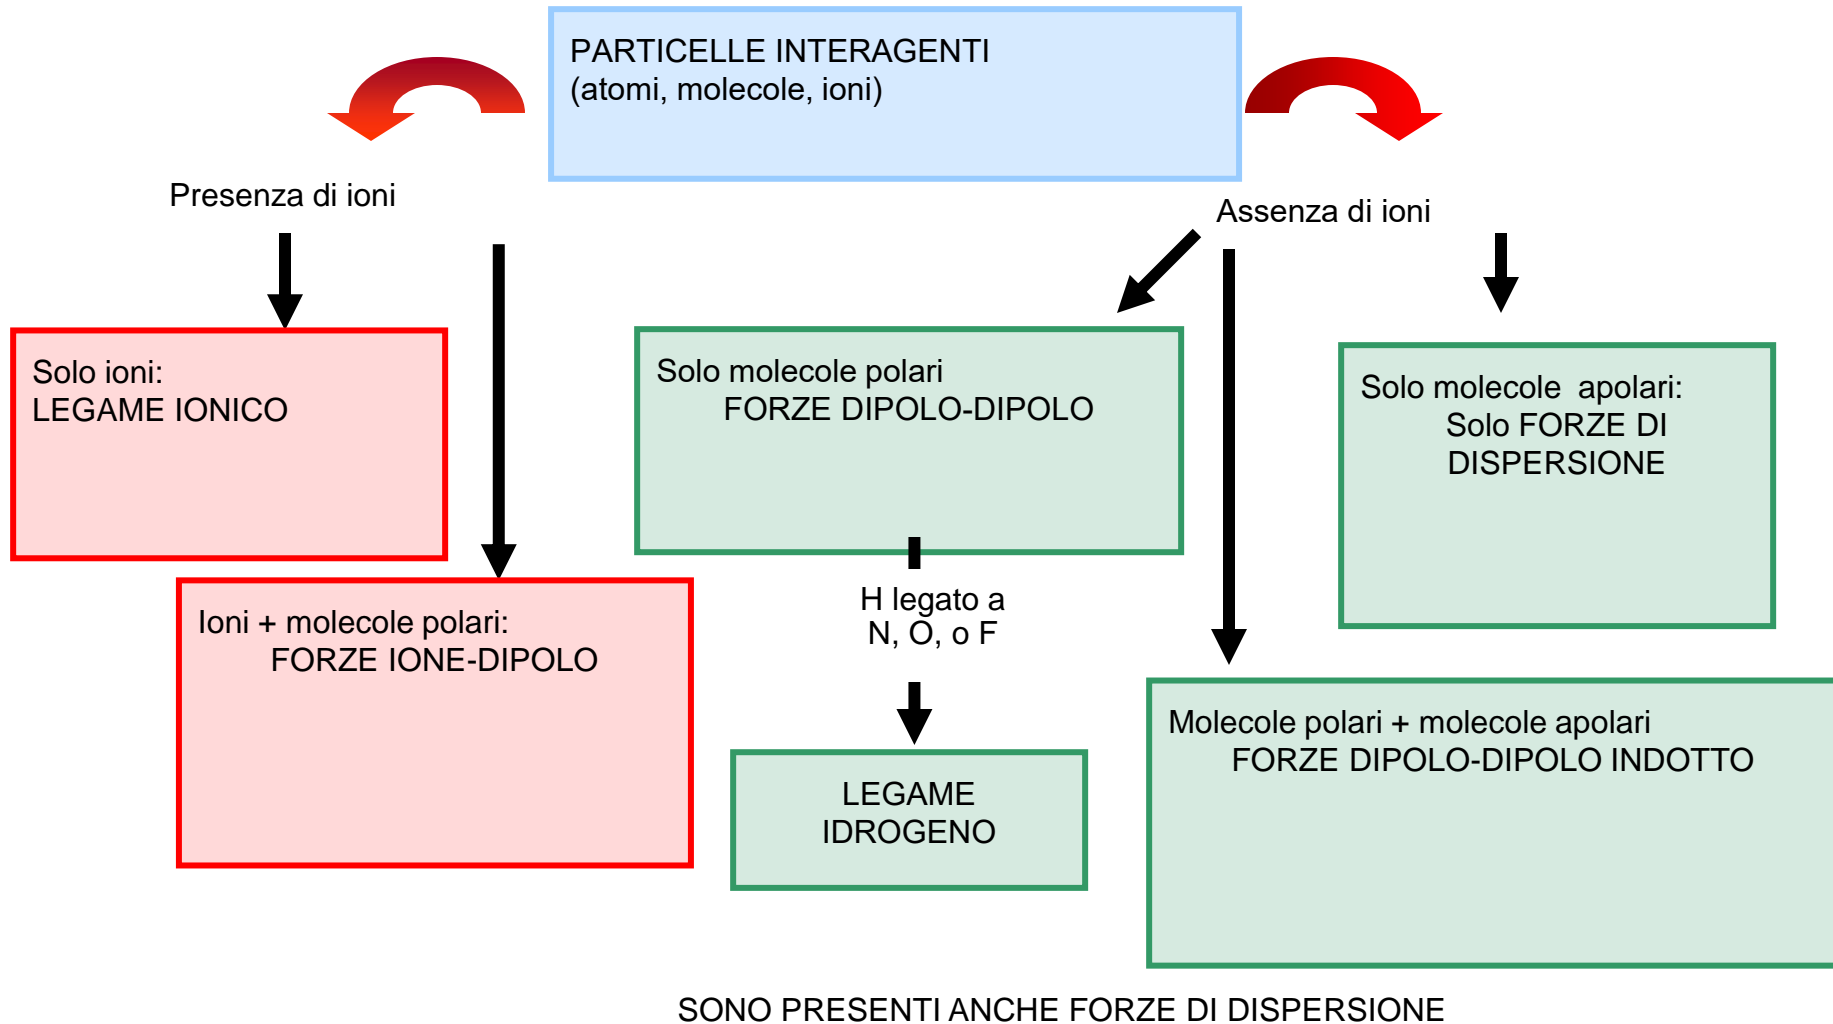 PARTICELLE INTERAGENTI
(atomi, molecole, ioni)
Presenza di ioni
Assenza di ioni
Solo ioni:
LEGAME IONICO
Ioni + molecole polari:
FORZE IONE-DIPOLO
Solo molecole polari
FORZE DIPOLO-DIPOLO
H legato a
N, O, o F
LEGAME
IDROGENO
Solo molecole apolari:
Solo FORZE DI
DISPERSIONE
Molecole polari + molecole apolari
FORZE DIPOLO-DIPOLO INDOTTO
SONO PRESENTI ANCHE FORZE DI DISPERSIONE